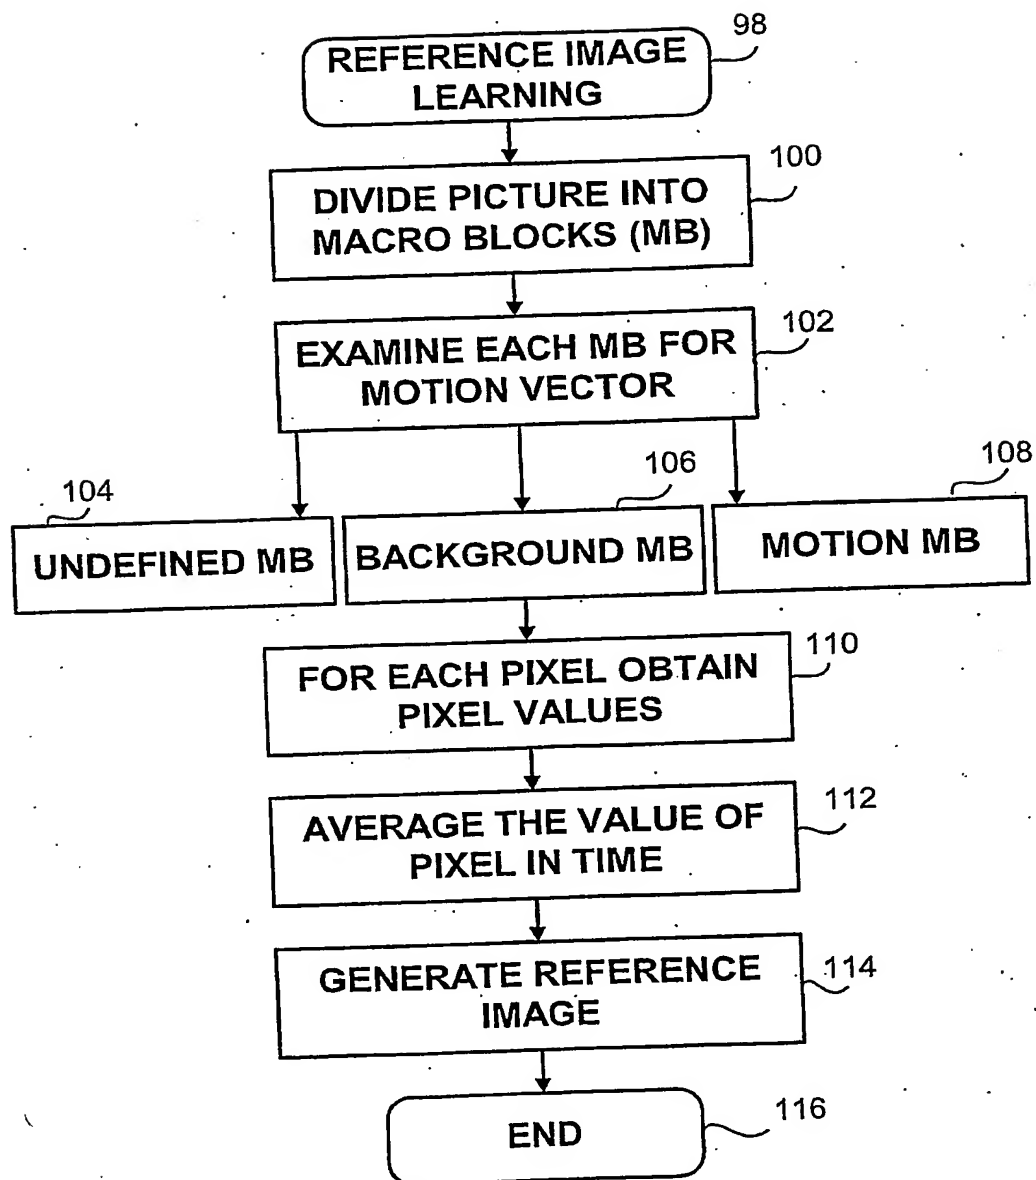 98
REFERENCE IMAGE
LEARNING
100
DIVIDE PICTURE INTO
MACRO BLOCKS (MB)
102
EXAMINE EACH MB FOR
MOTION VECTOR
104
106
108
UNDEFINED MB
BACKGROUND MB
MOTION MB
110
FOR EACH PIXEL OBTAIN
PIXEL VALUES
112
AVERAGE THE VALUE OF
PIXEL IN TIME
114
GENERATE REFERENCE
IMAGE
116
END